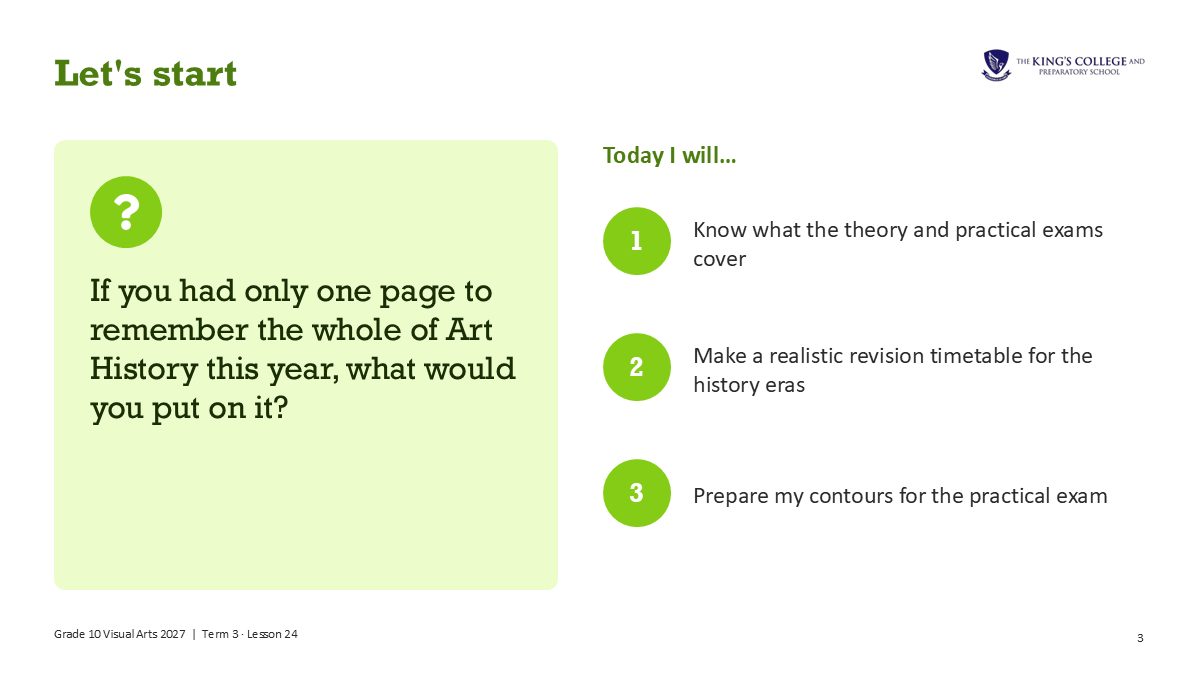 Let's start
THE KING'S COLLEGE AND
PREPARATORY SCHOOL
?
If you had only one page to
remember the whole of Art
History this year, what would
you put on it?
Today I will...
1
Know what the theory and practical exams
cover
2
Make a realistic revision timetable for the
history eras
3
Prepare my contours for the practical exam
Grade 10 Visual Arts 2027 | Term 3 · Lesson 24
3